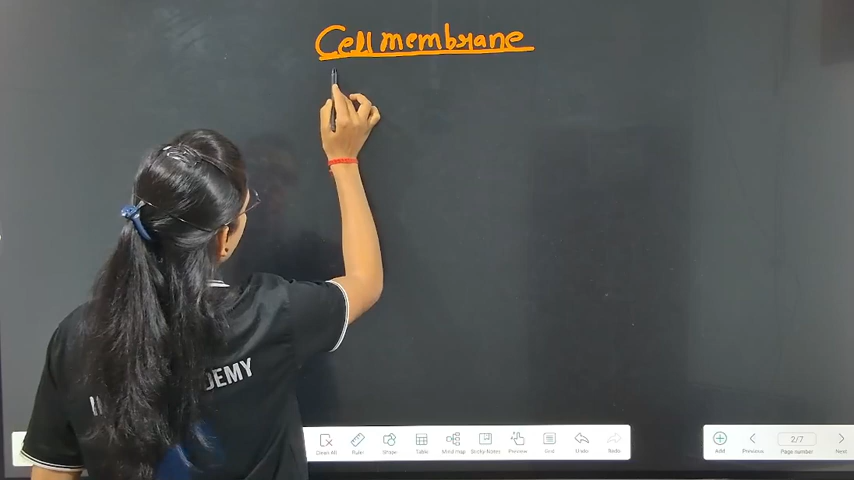 Cell membrane
DEMY
Clean All Ruler Shape Table Mind map Sticky Notes Preview Grid Undo Redo
Add Previous 2/7 Page number Next